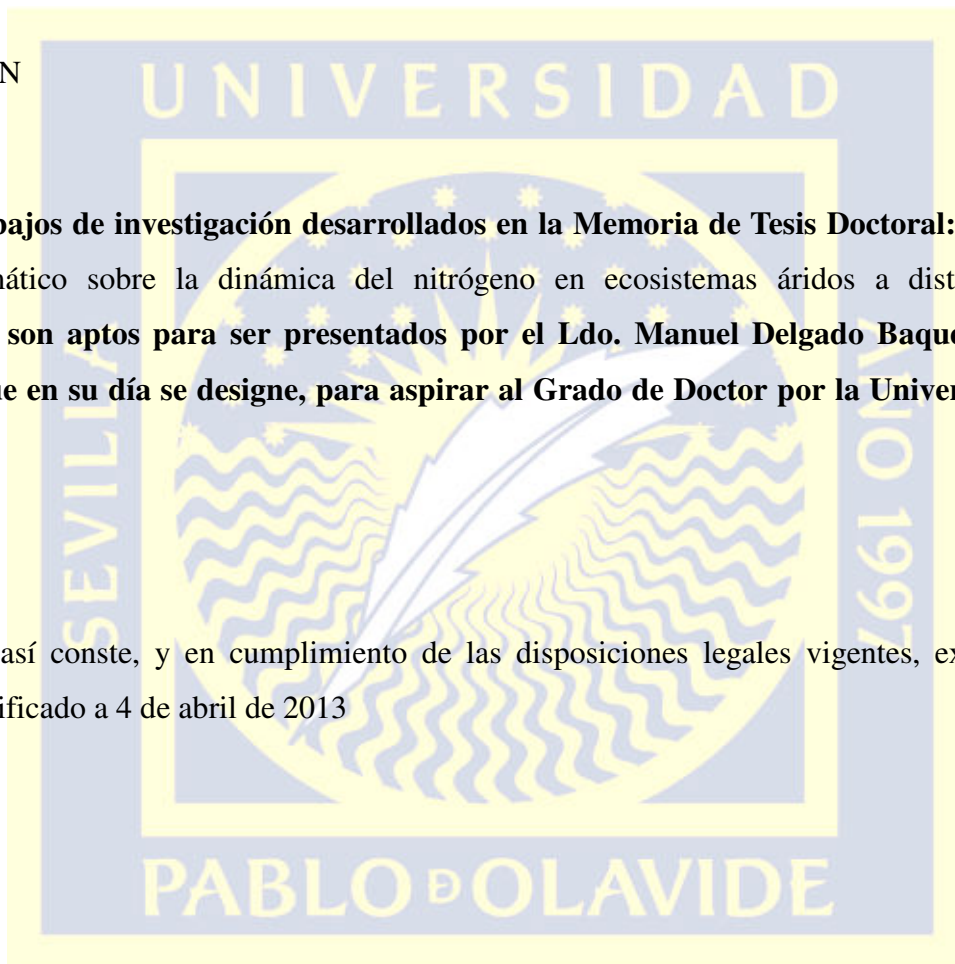 N
UNIVERSIDAD
bajos de investigación desarrollados en la Memoria de Tesis Doctoral:
nático sobre la dinámica del nitrógeno en ecosistemas áridos a dist
son aptos para ser presentados por el Ldo. Manuel Delgado Baque
ue en su día se designe, para aspirar al Grado de Doctor por la Univer
SEVILLA
AÑO 1997
así conste, y en cumplimiento de las disposiciones legales vigentes, ex
ificado a 4 de abril de 2013
PABLO DOLAVIDE